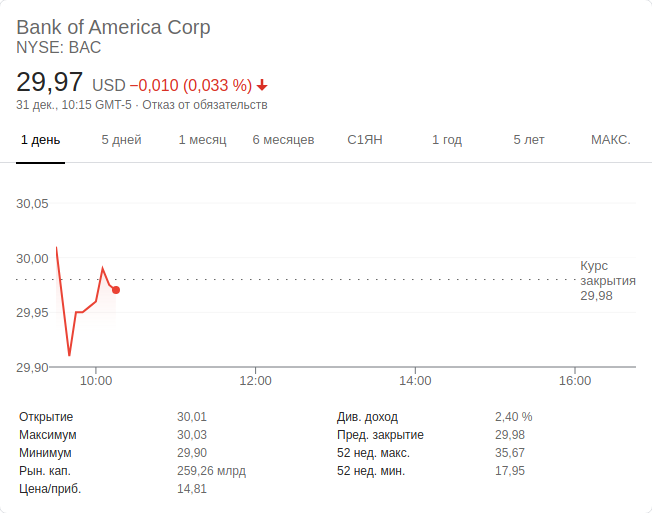 Bank of America Corp
NYSE: BAC
29,97 USD −0,010 (0,033 %)
31 дек., 10:15 GMT-5 · Отказ от обязательств
1 день 5 дней 1 месяц 6 месяцев С1ЯН 1 год 5 лет МАКС.
30,05
30,00
Курс
закрытия
29,98
29,95
29,90
10:00 12:00 14:00 16:00
Открытие 30,01 Див. доход 2,40 %
Максимум 30,03 Пред. закрытие 29,98
Минимум 29,90 52 нед. макс. 35,67
Рын. кап. 259,26 млрд 52 нед. мин. 17,95
Цена/приб. 14,81